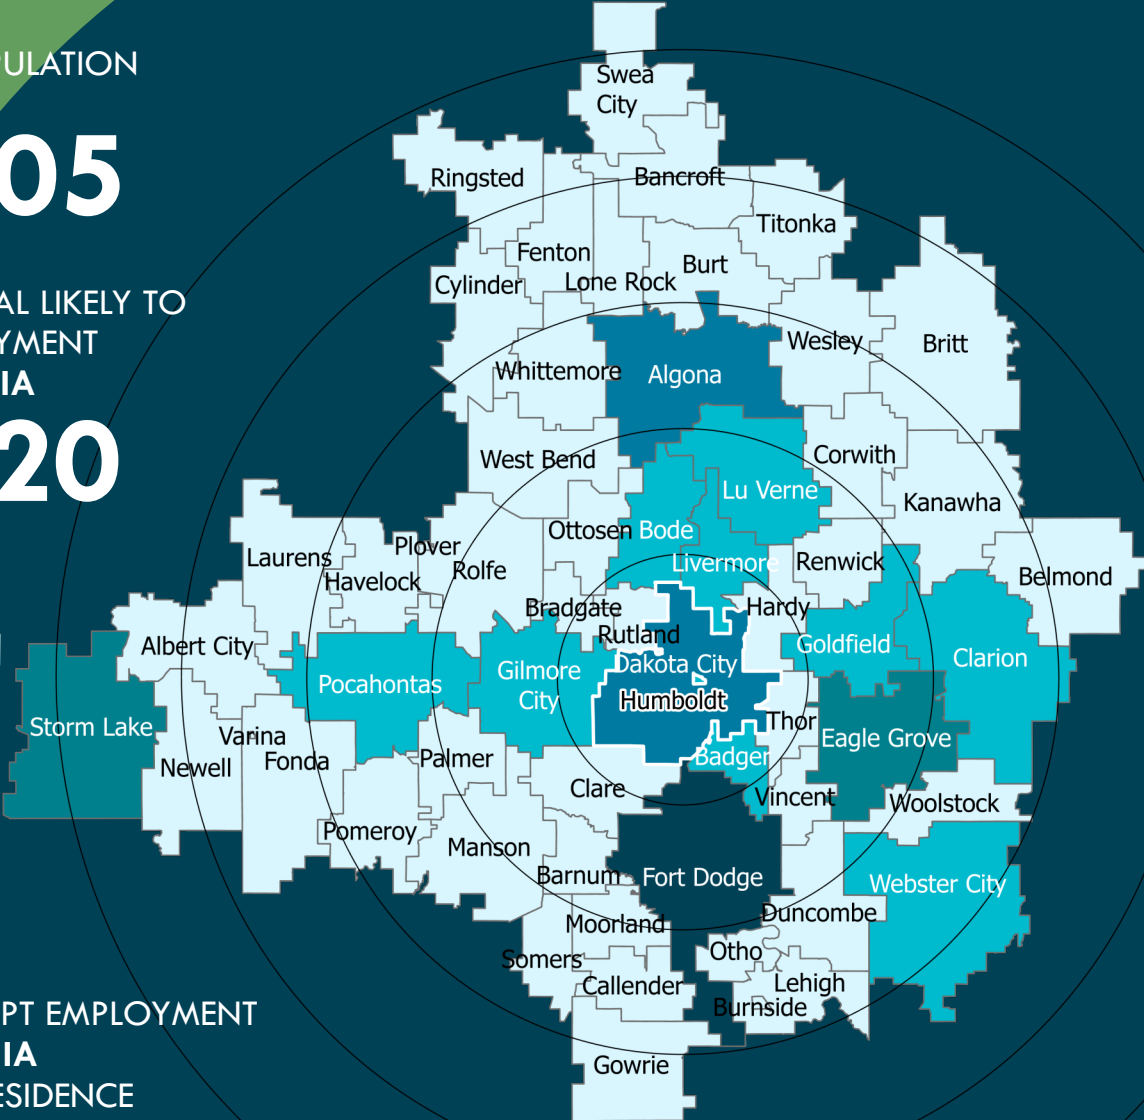 ULATION
05
AL LIKELY TO
YMENT
IA
20
PT EMPLOYMENT
IA
ESIDENCE
Swea
City
Ringsted
Bancroft
Titonka
Fenton
Burt
Cylinder
Lone Rock
Wesley
Britt
Whittemore
Algona
West Bend
Corwith
Lu Verne
Kanawha
Ottosen
Bode
Plover
Laurens
Livermore
Renwick
Rolfe
Havelock
Belmond
Bradgate
Hardy
Rutland
Albert City
Goldfield
Dakota City
Clarion
Gilmore
City
Pocahontas
Humboldt
Storm Lake
Thor
Varina
Eagle Grove
Badger
Palmer
Fonda
Newell
Clare
Vincent
Woolstock
Pomeroy
Manson
Barnum
Fort Dodge
Webster City
Duncombe
Moorland
Otho
Somers
Lehigh
Callender
Burnside
Gowrie